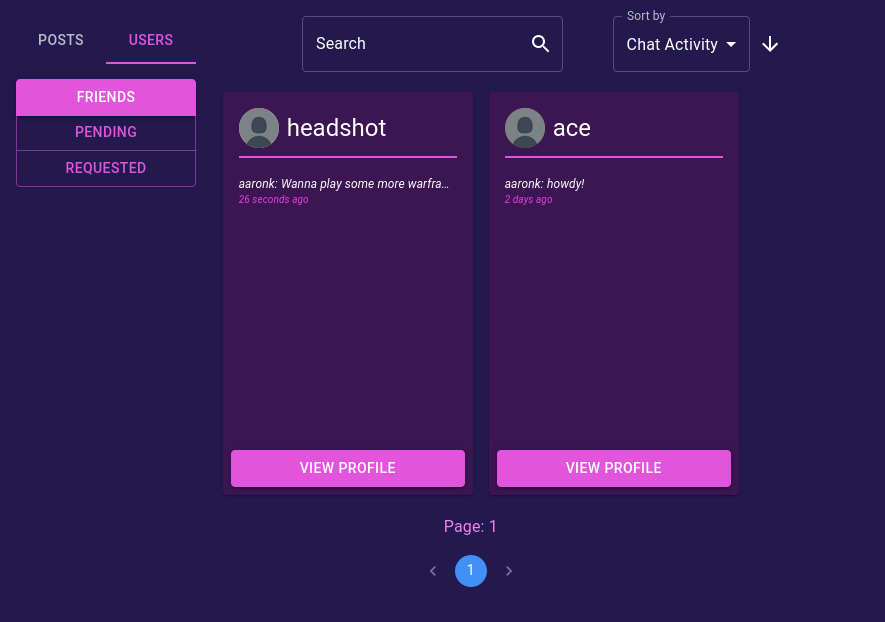 POSTS
USERS
FRIENDS
PENDING
REQUESTED
Search
Sort by
Chat Activity
headshot
aaronk: Wanna play some more warfra...
26 seconds ago
VIEW PROFILE
ace
aaronk: howdy!
2 days ago
VIEW PROFILE
Page: 1
1